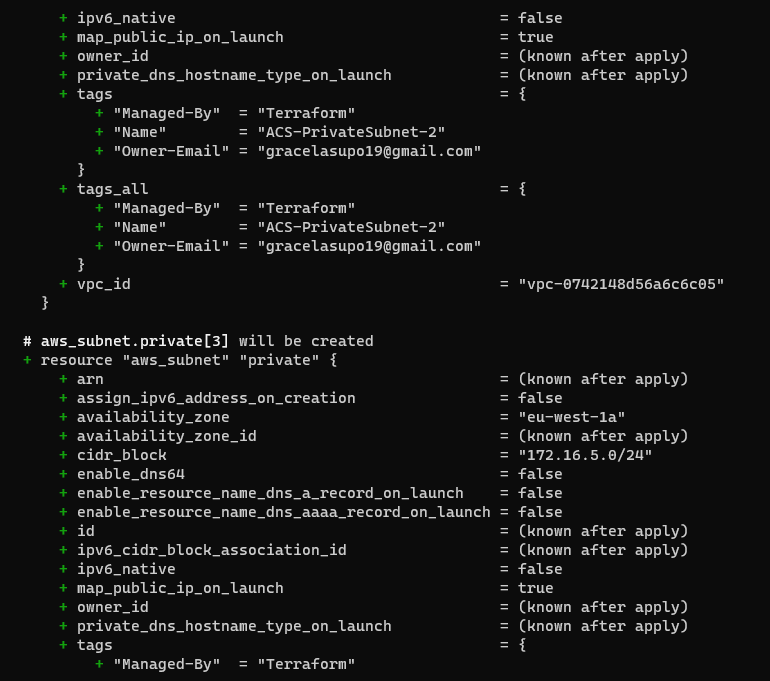 + ipv6_native = false
+ map_public_ip_on_launch = true
+ owner_id = (known after apply)
+ private_dns_hostname_type_on_launch = (known after apply)
+ tags = {
+ "Managed-By" = "Terraform"
+ "Name" = "ACS-PrivateSubnet-2"
+ "Owner-Email" = "gracelasupo19@gmail.com"
}
+ tags_all = {
+ "Managed-By" = "Terraform"
+ "Name" = "ACS-PrivateSubnet-2"
+ "Owner-Email" = "gracelasupo19@gmail.com"
}
+ vpc_id = "vpc-0742148d56a6c6c05"
}
# aws_subnet.private[3] will be created
+ resource "aws_subnet" "private" {
+ arn = (known after apply)
+ assign_ipv6_address_on_creation = false
+ availability_zone = "eu-west-1a"
+ availability_zone_id = (known after apply)
+ cidr_block = "172.16.5.0/24"
+ enable_dns64 = false
+ enable_resource_name_dns_a_record_on_launch = false
+ enable_resource_name_dns_aaaa_record_on_launch = false
+ id = (known after apply)
+ ipv6_cidr_block_association_id = (known after apply)
+ ipv6_native = false
+ map_public_ip_on_launch = true
+ owner_id = (known after apply)
+ private_dns_hostname_type_on_launch = (known after apply)
+ tags = {
+ "Managed-By" = "Terraform"